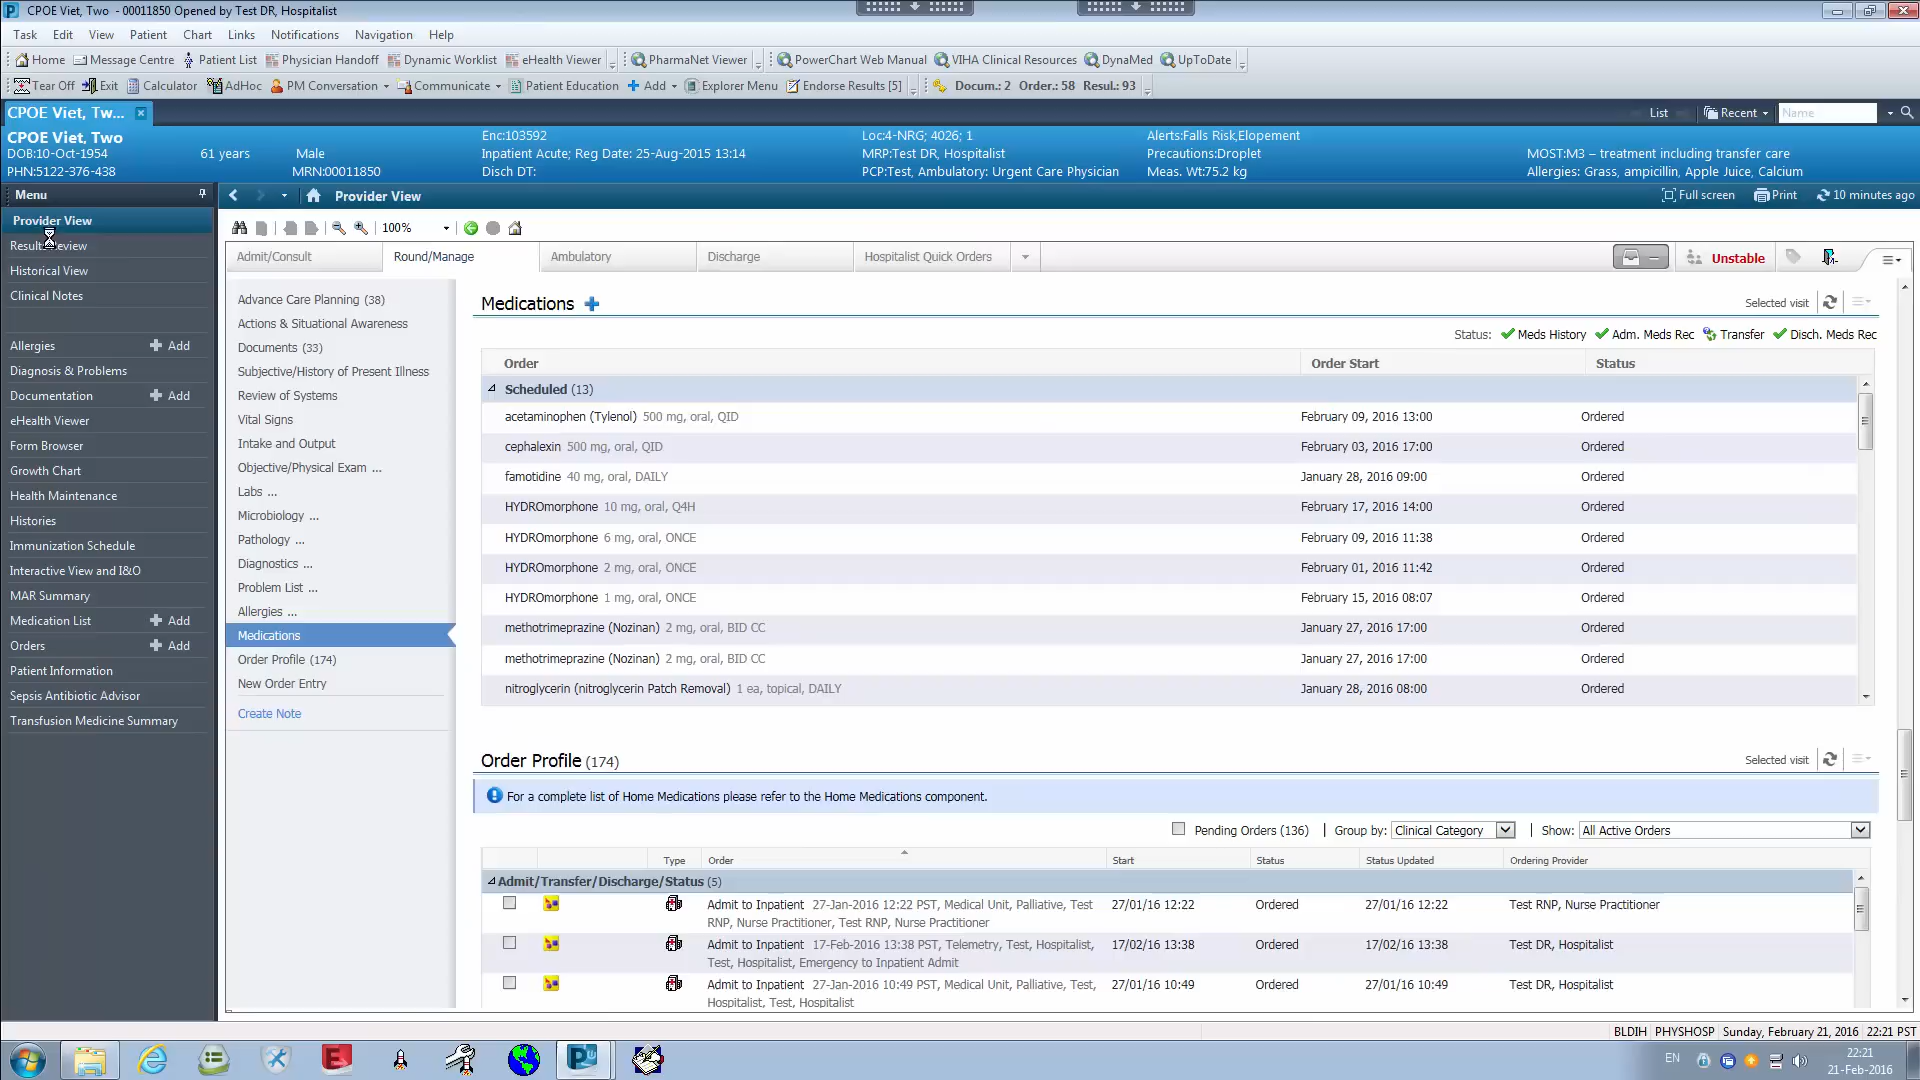 CPOE Viet, Two - 00011850 Opened by Test DR, Hospitalist
Task Edit View Patient Chart Links Notifications Navigation Help
Home Message Centre Patient List Physician Handoff Dynamic Worklist eHealth Viewer PharmaNet Viewer PowerChart Web Manual VIHA Clinical Resources DynaMed UpToDate
Tear Off Exit Calculator AdHoc PM Conversation Communicate Patient Education Add Explorer Menu Endorse Results [5] Docum.: 2 Order.: 58 Resul.: 93
CPOE Viet, Tw... List Recent Name
CPOE Viet, Two Enc:103592 Loc:4-NRG; 4026; 1 Alerts:Falls Risk,Elopement
DOB:10-Oct-1954 61 years Male Inpatient Acute; Reg Date: 25-Aug-2015 13:14 MRP:Test DR, Hospitalist Precautions:Droplet MOST:M3 – treatment including transfer care
PHN:5122-376-438 MRN:00011850 Disch DT: PCP:Test, Ambulatory: Urgent Care Physician Meas. Wt:75.2 kg Allergies: Grass, ampicillin, Apple Juice, Calcium
Menu
Provider View
Historical View
Clinical Notes
Allergies Add
Diagnosis & Problems
Documentation Add
eHealth Viewer
Form Browser
Growth Chart
Health Maintenance
Histories
Immunization Schedule
Interactive View and I&O
MAR Summary
Medication List Add
Orders Add
Patient Information
Sepsis Antibiotic Advisor
Transfusion Medicine Summary
Provider View Full screen Print 10 minutes ago
100%
Admit/Consult Round/Manage Ambulatory Discharge Hospitalist Quick Orders Unstable
Advance Care Planning (38)
Actions & Situational Awareness
Documents (33)
Subjective/History of Present Illness
Review of Systems
Vital Signs
Intake and Output
Objective/Physical Exam ...
Labs ...
Microbiology ...
Pathology ...
Diagnostics ...
Problem List ...
Allergies ...
Medications
Order Profile (174)
New Order Entry
Create Note
Medications Selected visit
Status: Meds History Adm. Meds Rec Transfer Disch. Meds Rec
Order Order Start Status
Scheduled (13)
acetaminophen (Tylenol) 500 mg, oral, QID February 09, 2016 13:00 Ordered
cephalexin 500 mg, oral, QID February 03, 2016 17:00 Ordered
famotidine 40 mg, oral, DAILY January 28, 2016 09:00 Ordered
HYDROmorphone 10 mg, oral, Q4H February 17, 2016 14:00 Ordered
HYDROmorphone 6 mg, oral, ONCE February 09, 2016 11:38 Ordered
HYDROmorphone 2 mg, oral, ONCE February 01, 2016 11:42 Ordered
HYDROmorphone 1 mg, oral, ONCE February 15, 2016 08:07 Ordered
methotrimeprazine (Nozinan) 2 mg, oral, BID CC January 27, 2016 17:00 Ordered
methotrimeprazine (Nozinan) 2 mg, oral, BID CC January 27, 2016 17:00 Ordered
nitroglycerin (nitroglycerin Patch Removal) 1 ea, topical, DAILY January 28, 2016 08:00 Ordered
Order Profile (174) Selected visit
For a complete list of Home Medications please refer to the Home Medications component.
Pending Orders (136) | Group by: Clinical Category | Show: All Active Orders
Type Order Start Status Status Updated Ordering Provider
Admit/Transfer/Discharge/Status (5)
Admit to Inpatient 27-Jan-2016 12:22 PST, Medical Unit, Palliative, Test 27/01/16 12:22 Ordered 27/01/16 12:22 Test RNP, Nurse Practitioner
RNP, Nurse Practitioner, Test RNP, Nurse Practitioner
Admit to Inpatient 17-Feb-2016 13:38 PST, Telemetry, Test, Hospitalist, 17/02/16 13:38 Ordered 17/02/16 13:38 Test DR, Hospitalist
Test, Hospitalist, Emergency to Inpatient Admit
Admit to Inpatient 27-Jan-2016 10:49 PST, Medical Unit, Palliative, Test, 27/01/16 10:49 Ordered 27/01/16 10:49 Test DR, Hospitalist
Hospitalist, Test, Hospitalist
BLDIH PHYSHOSP Sunday, February 21, 2016 22:21 PST
EN 22:21
21-Feb-2016